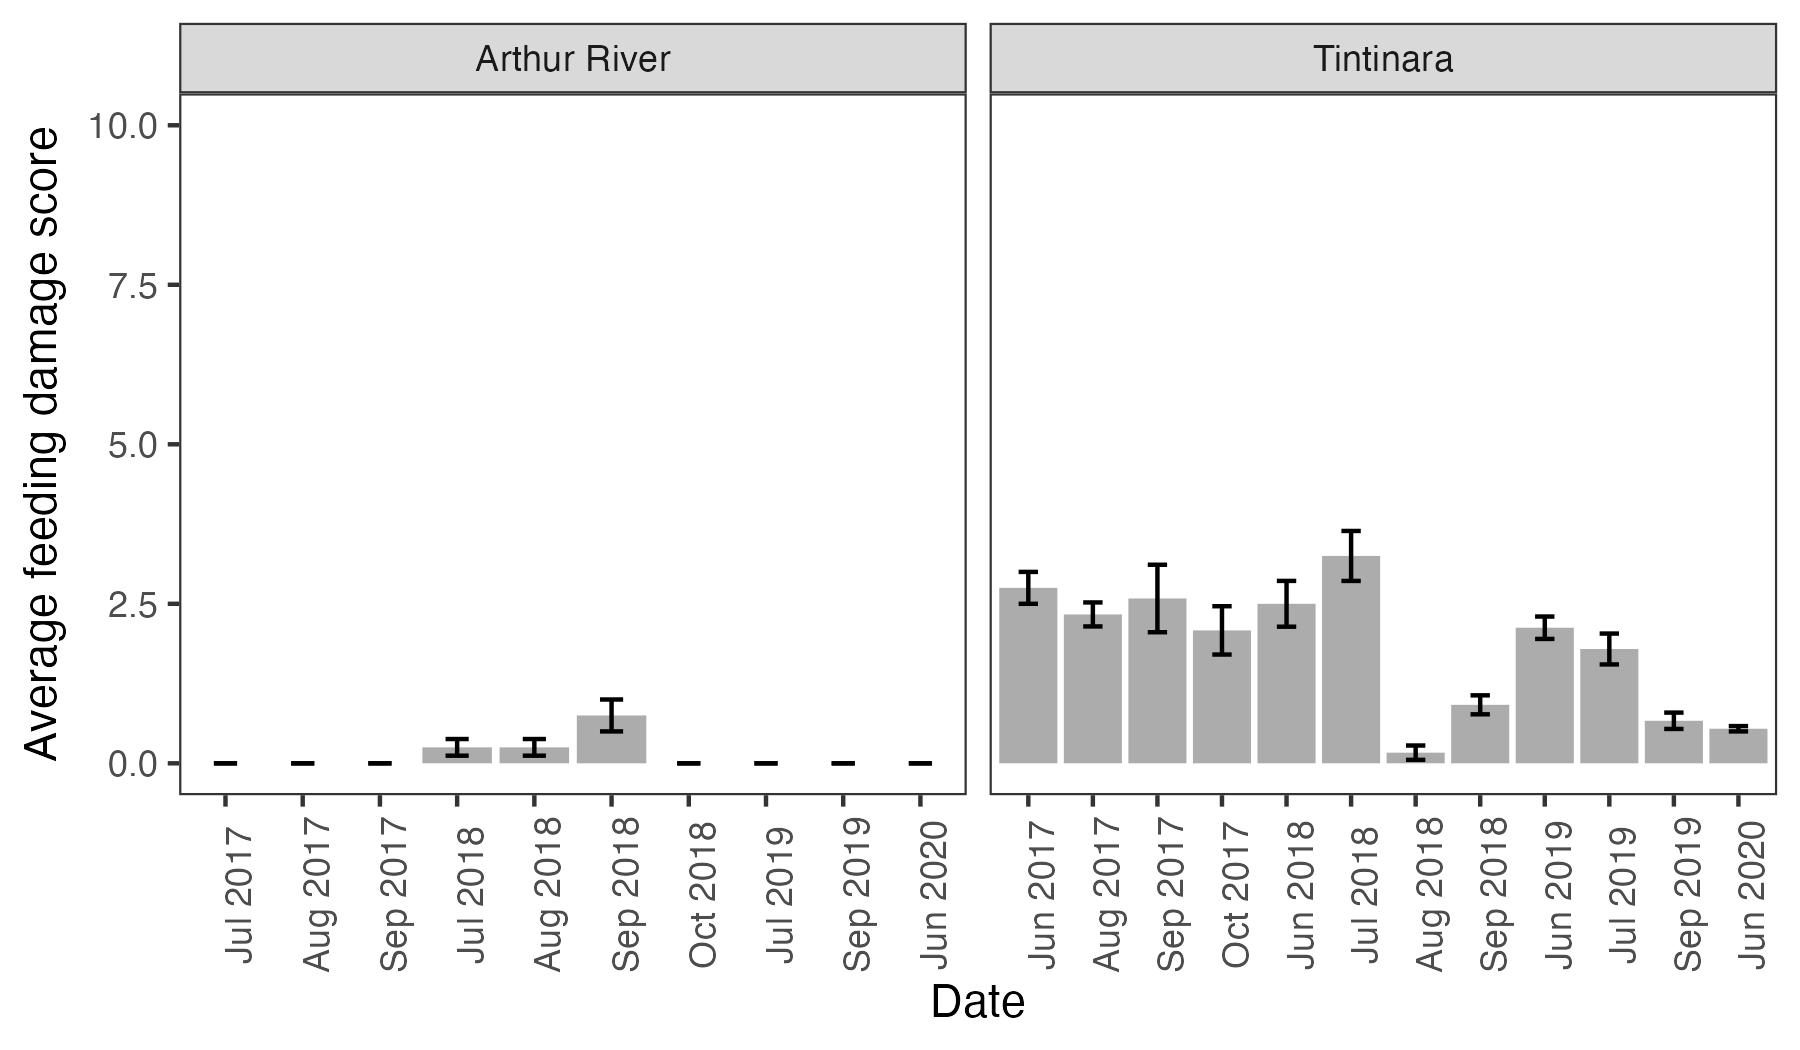 Arthur River
Tintinara
Average feeding damage score
10.0
7.5
5.0
2.5
0.0
Jul 2017
Aug 2017
Sep 2017
Jul 2018
Aug 2018
Sep 2018
Oct 2018
Jul 2019
Sep 2019
Jun 2020
Jun 2017
Aug 2017
Sep 2017
Oct 2017
Jun 2018
Jul 2018
Aug 2018
Sep 2018
Jun 2019
Jul 2019
Sep 2019
Jun 2020
Date